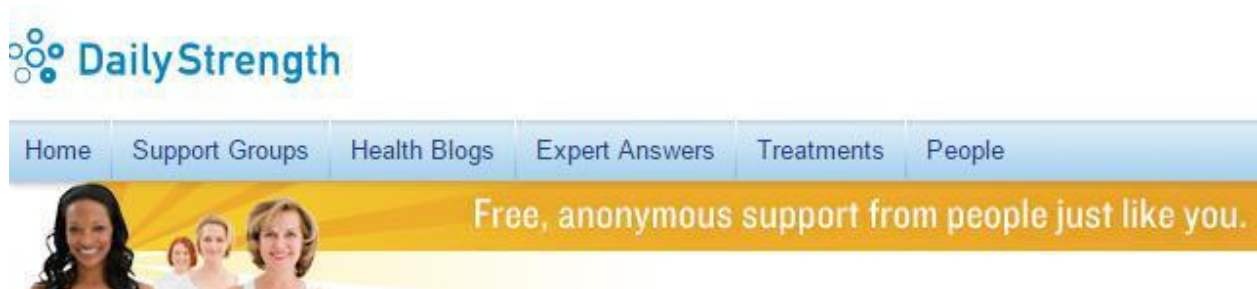 DailyStrength
Home Support Groups Health Blogs Expert Answers Treatments People
Free, anonymous support from people just like you.